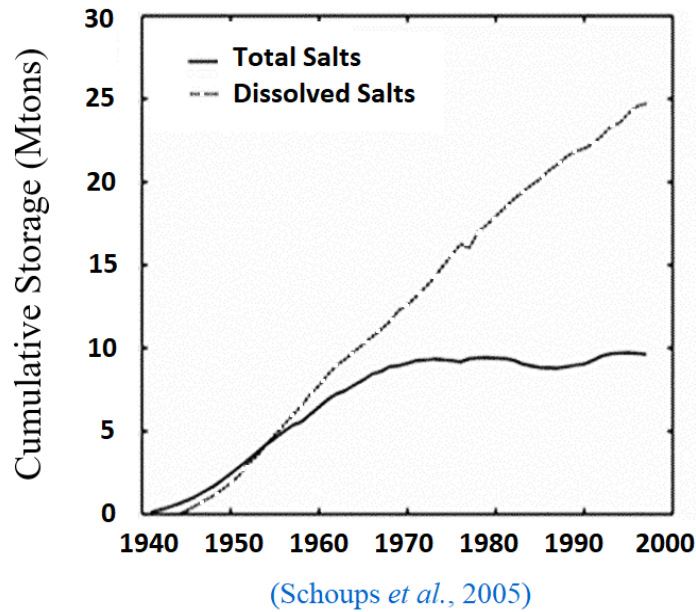 30
Total Salts
Dissolved Salts
25
20
15
10
5
0
Cumulative Storage (Mtons)
1940 1950 1960 1970 1980 1990 2000
(Schoups et al., 2005)